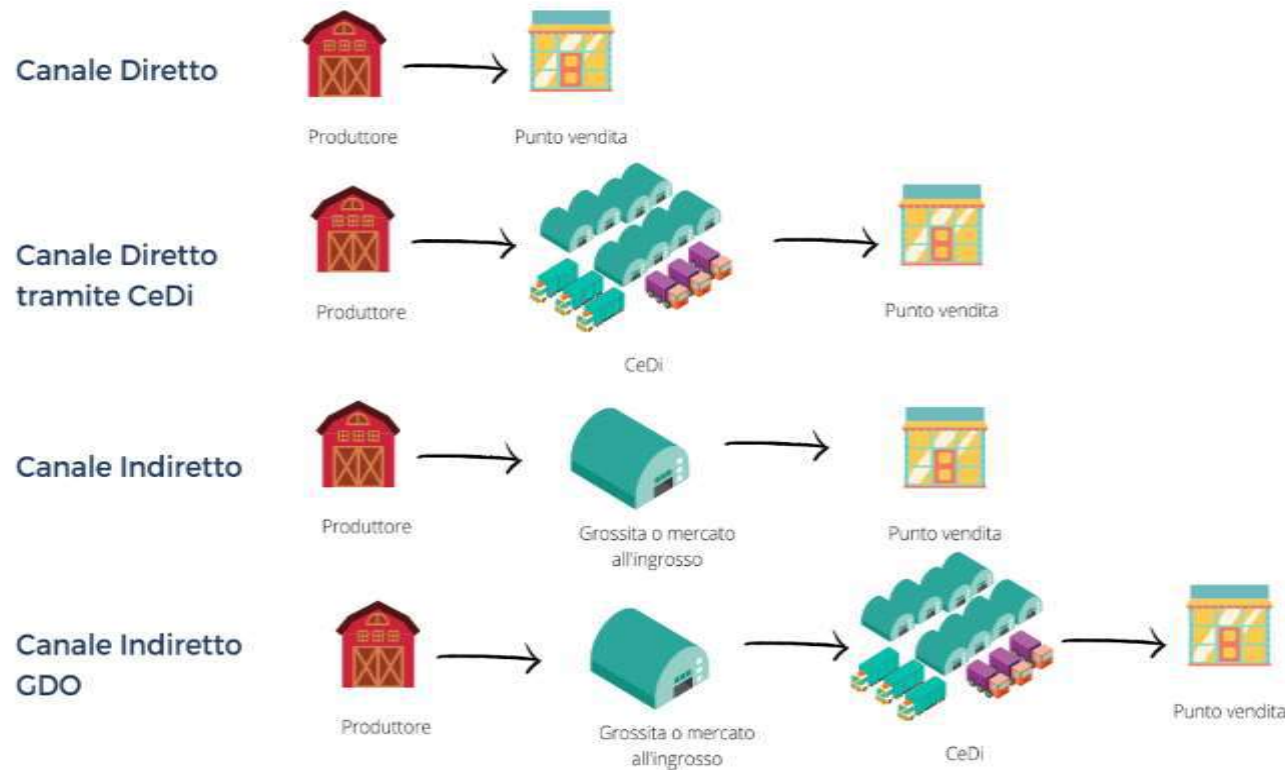 Canale Diretto
Produttore
Punto vendita
Canale Diretto
tramite CeDi
Produttore
CeDi
Punto vendita
Canale Indiretto
Produttore
Grossita o mercato
all'ingrosso
Punto vendita
Canale Indiretto
GDO
Produttore
Grossita o mercato
all'ingrosso
CeDi
Punto vendita